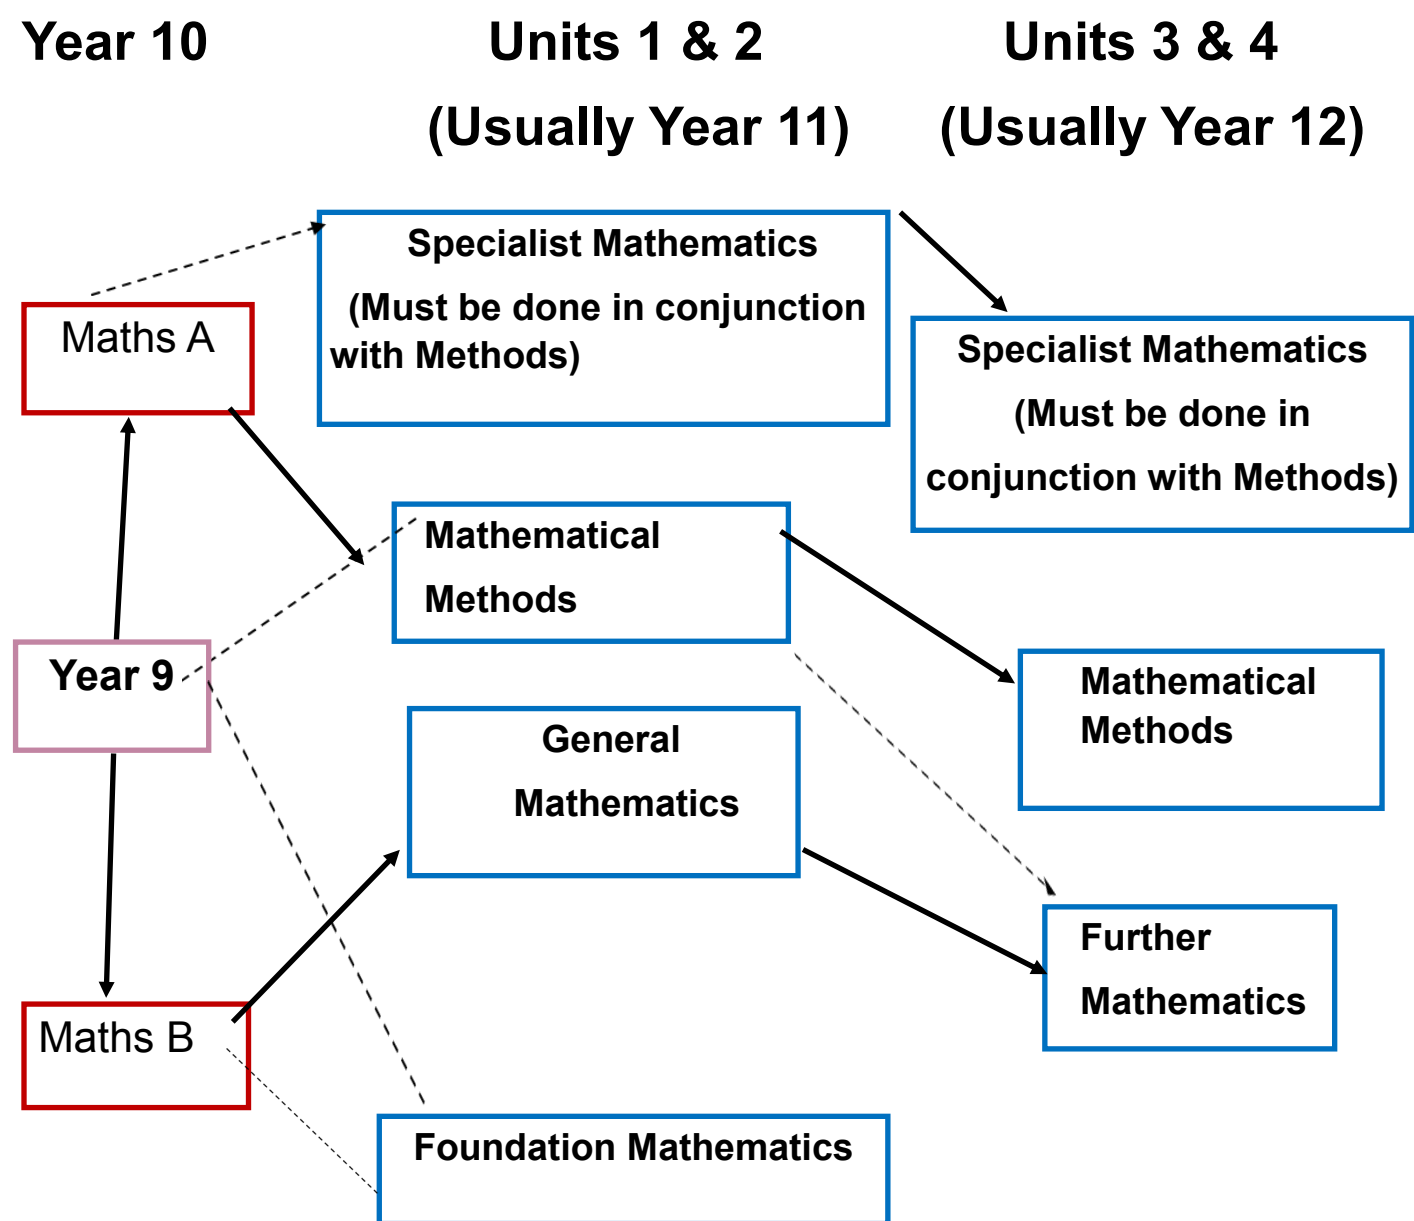 Year 10
Units 1 & 2
(Usually Year 11)
Units 3 & 4
(Usually Year 12)
Specialist Mathematics
(Must be done in conjunction
with Methods)
Maths A
Specialist Mathematics
(Must be done in
conjunction with Methods)
Mathematical
Methods
Year 9
Mathematical
Methods
General
Mathematics
Further
Mathematics
Maths B
Foundation Mathematics